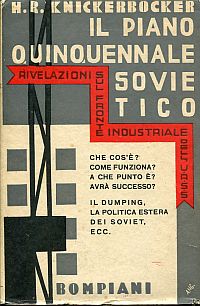 H.R. KNICKERBOCKER
IL PIANO
QUINQUENNALE
RIVELAZIONI
SUL FRONTE
INDUSTRIALE
DELL'URSS
SOVIE
TICO
CHE COS'È?
COME FUNZIONA?
A CHE PUNTO È?
AVRÀ SUCCESSO?
IL DUMPING,
LA POLITICA ESTERA
DEI SOVIET,
ECC.
BOMPIANI